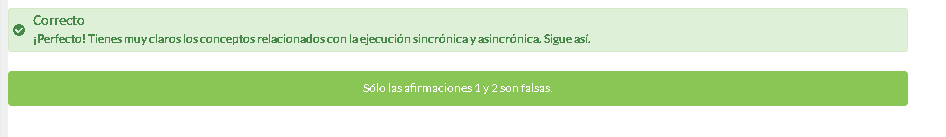 Correcto
¡Perfecto! Tienes muy claros los conceptos relacionados con la ejecución sincrónica y asincrónica. Sigue así.
Sólo las afirmaciones 1 y 2 son falsas.